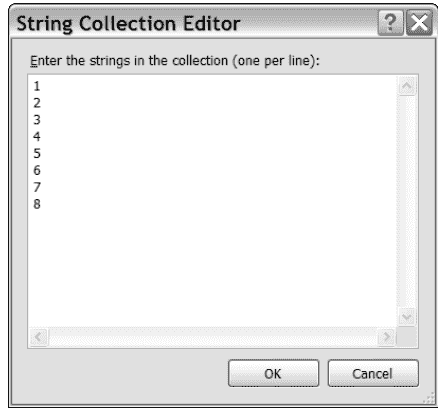 String Collection Editor
Enter the strings in the collection (one per line):
1
2
3
4
5
6
7
8
OK
Cancel